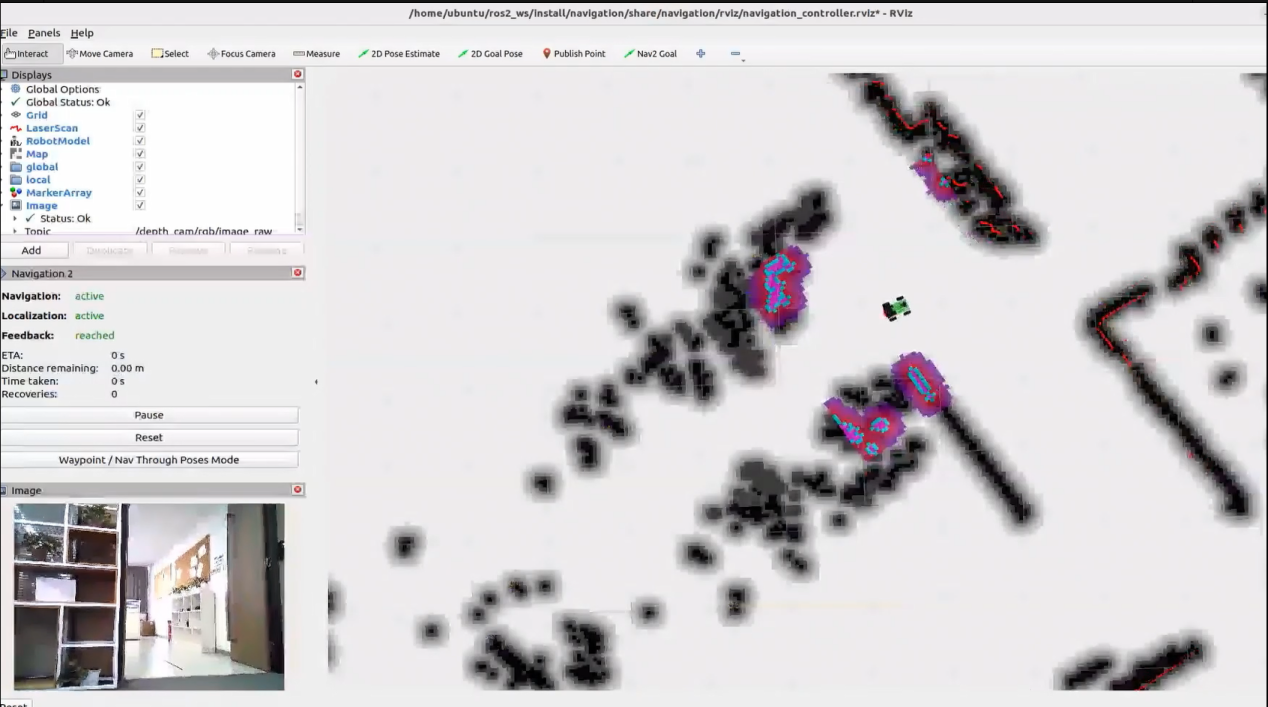 /home/ubuntu/ros2_ws/install/navigation/share/navigation/rviz/navigation_controller.rviz* - RViz
File Panels Help
Interact Move Camera Select Focus Camera Measure 2D Pose Estimate 2D Goal Pose Publish Point Nav2 Goal
Displays
Global Options
Global Status: Ok
Grid
LaserScan
RobotModel
Map
global
local
MarkerArray
Image
Status: Ok
Topic /depth_cam/rgb/image_raw
Add Duplicate Remove Rename
Navigation 2
Navigation: active
Localization: active
Feedback: reached
ETA: 0 s
Distance remaining: 0.00 m
Time taken: 0 s
Recoveries: 0
Pause
Reset
Waypoint / Nav Through Poses Mode
Image
Reset